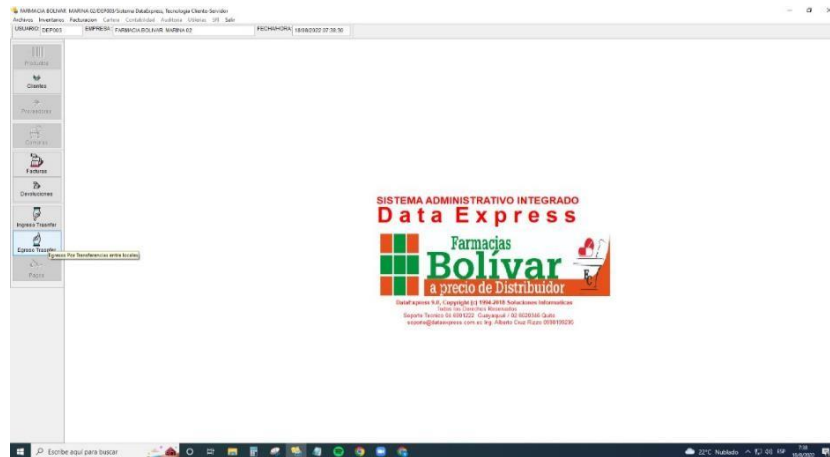 FARMACIA BOLIVAR MARINA 02/DEP003/Sistema DataExpress, Tecnologia Cliente-Servidor
Archivos Inventarios Facturacion Cartera Contabilidad Auditoria Utilerias SRI Salir
USUARIO: DEP003 EMPRESA: FARMACIA BOLIVAR MARINA 02 FECHA/HORA:
Productos
Clientes
Proveedores
Compras
Facturas
Devoluciones
Ingreso Transfer
Egreso Transfer
Egresos Por Transferencias entre locales
Pagos
SISTEMA ADMINISTRATIVO INTEGRADO
Data Express
Farmacias
Bolívar
a precio de Distribuidor
Todos los Derechos Reservados
Escribe aquí para buscar
22°C Nublado
ESP